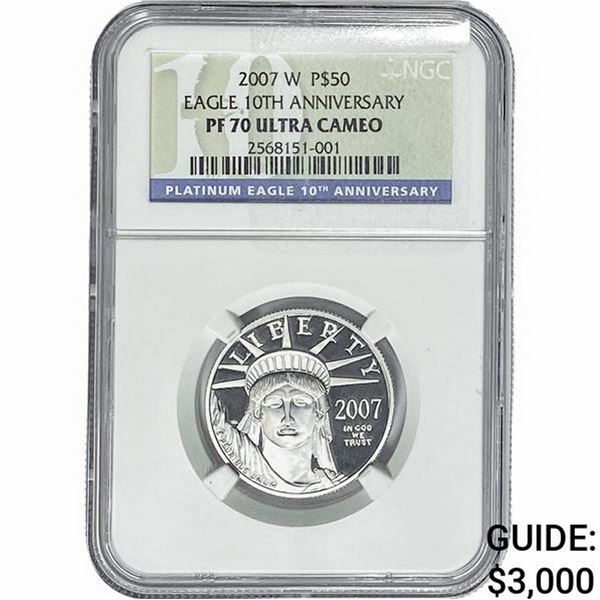 NGC
2007 W P$50
EAGLE 10TH ANNIVERSARY
PF 70 ULTRA CAMEO
2568151-001
PLATINUM EAGLE 10TH ANNIVERSARY
LIBERTY
2007
IN GOD
WE
TRUST
GUIDE:
$3,000